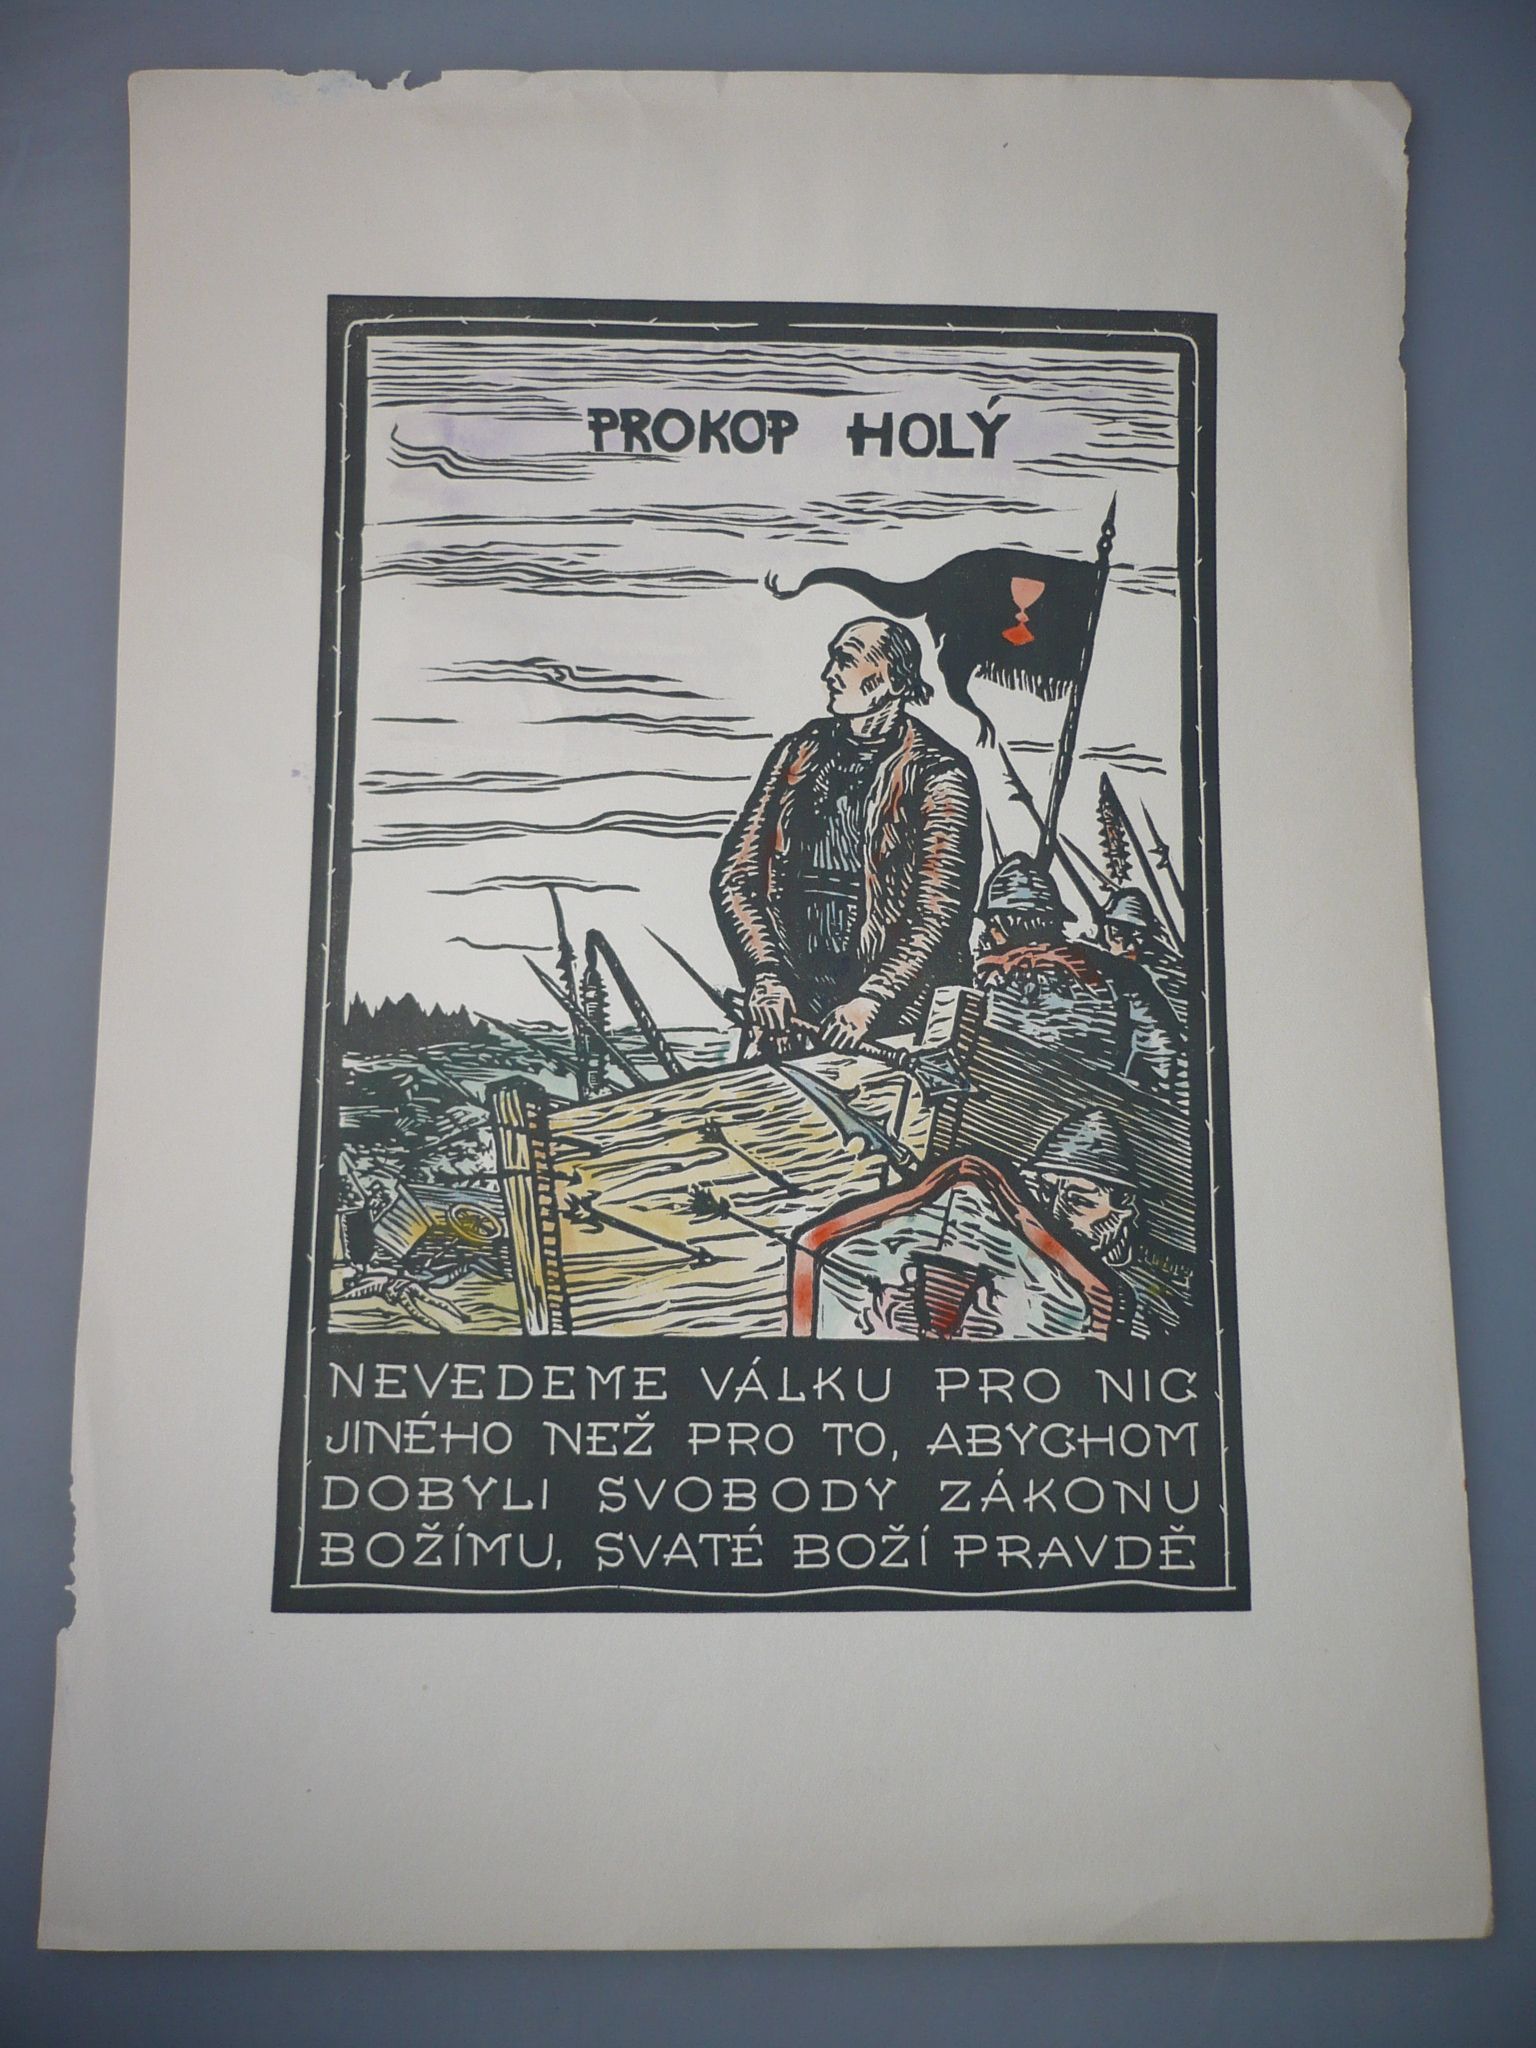 PROKOP HOLÝ
NEVEDEME VÁLKU PRO NIC
JINÉHO NEŽ PRO TO, ABYCHOM
DOBYLI SVOBODY ZÁKONU
BOŽÍMU, SVATÉ BOŽÍ PRAVDĚ